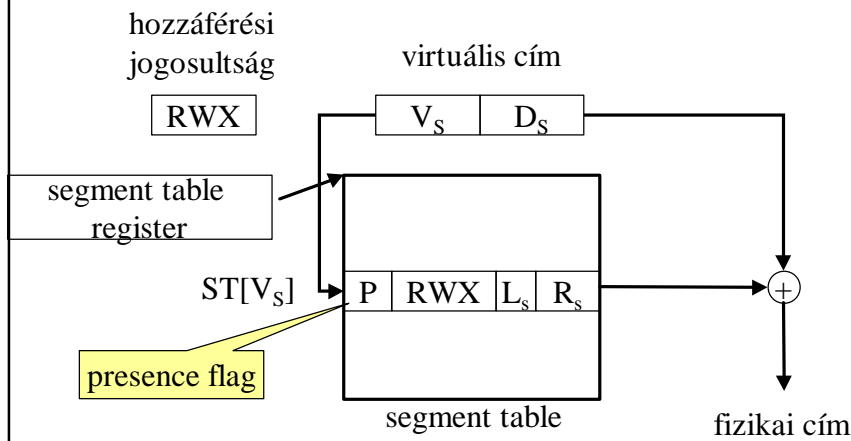 hozzáférési
jogosultság
virtuális cím
RWX
V_S D_S
segment table
register
ST[V_S]
P RWX L_s R_s
+
presence flag
segment table
fizikai cím